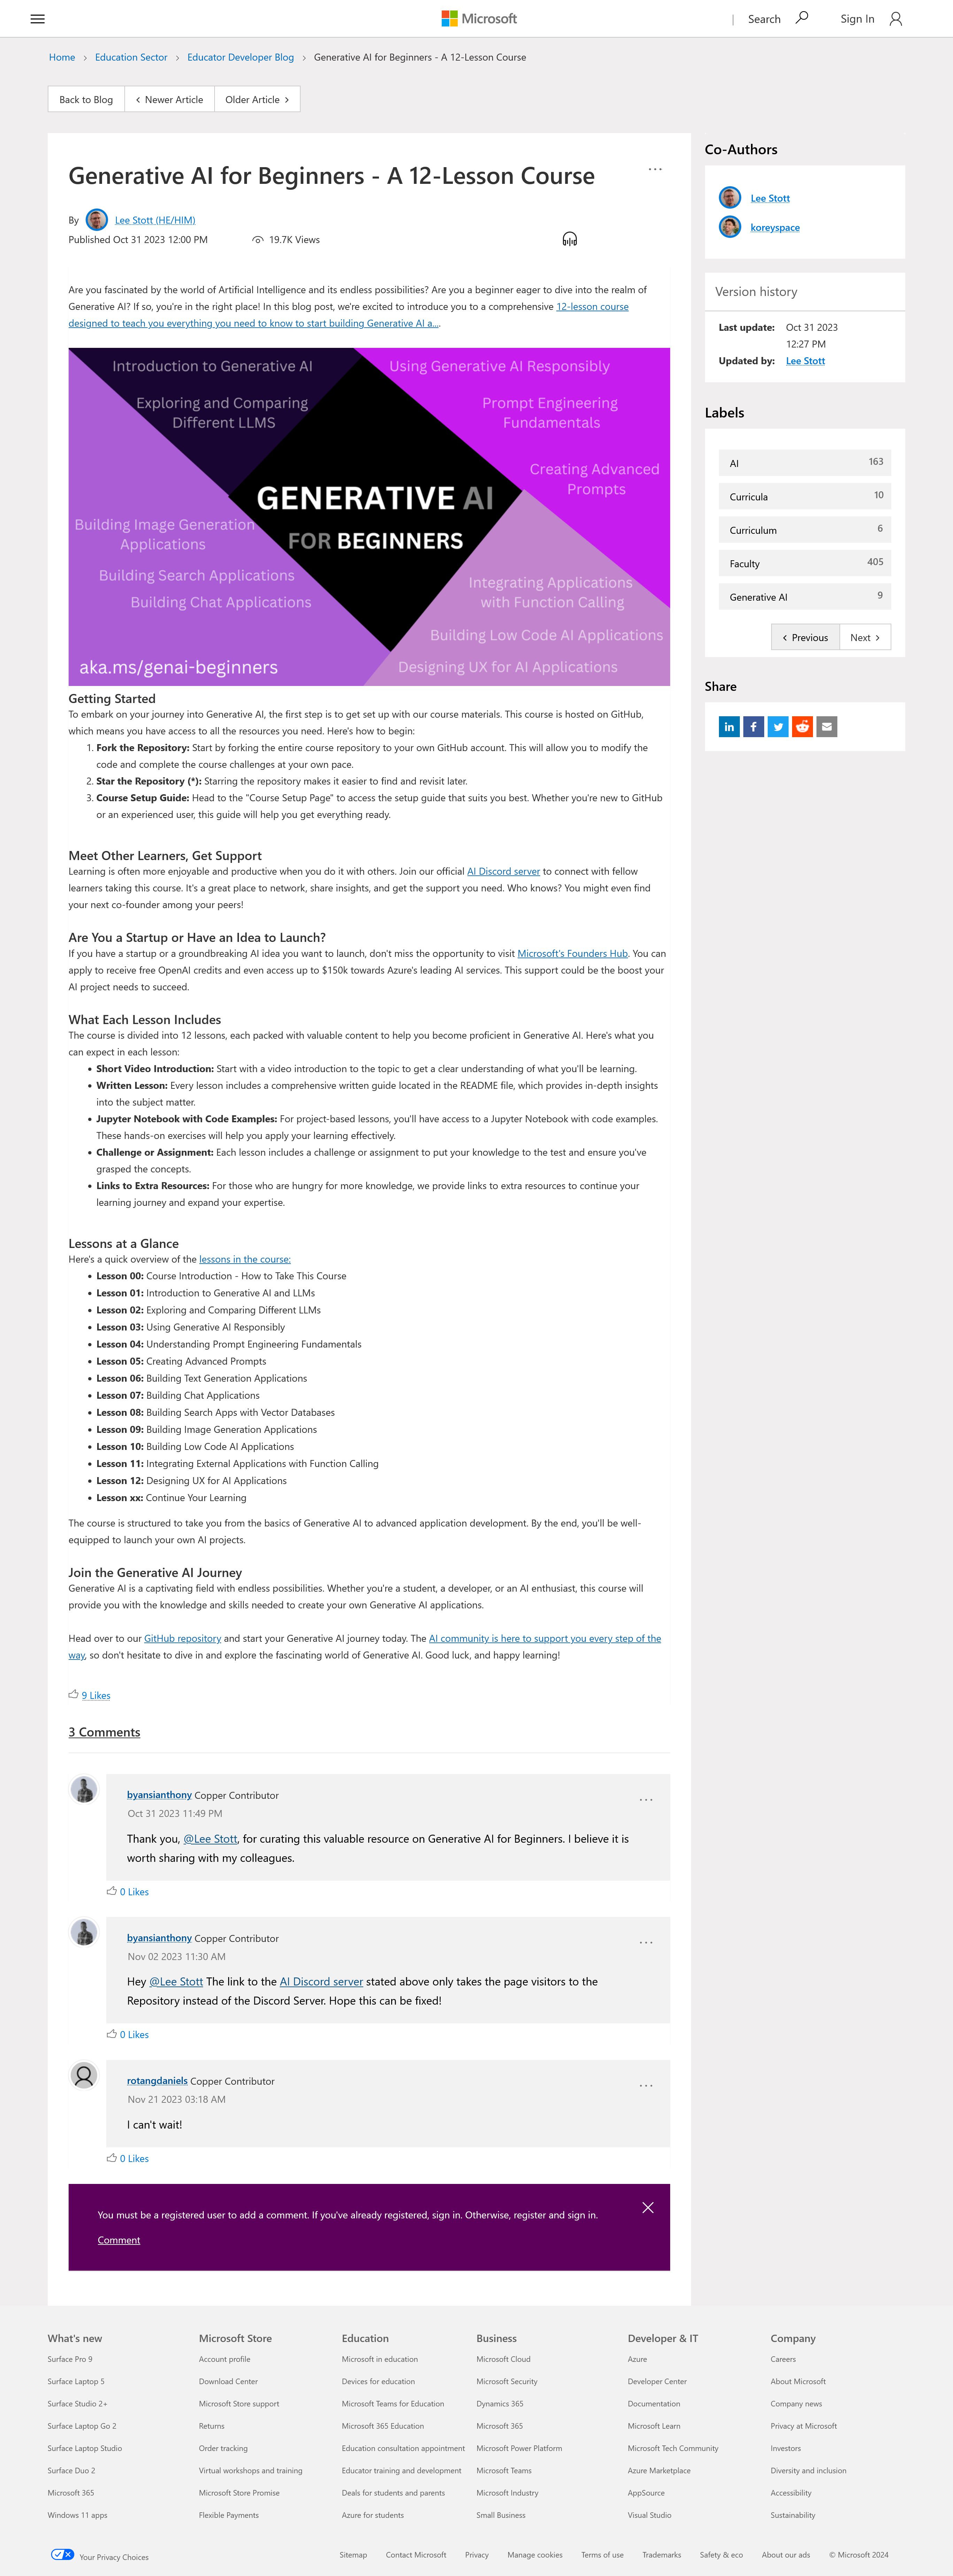 Microsoft
Search
Sign In
Home
Education Sector
Educator Developer Blog
Generative AI for Beginners - A 12-Lesson Course
Back to Blog
Newer Article
Older Article
Generative AI for Beginners - A 12-Lesson Course
By
Lee Stott (HE/HIM)
Published Oct 31 2023 12:00 PM
19.7K Views
Are you fascinated by the world of Artificial Intelligence and its endless possibilities? Are you a beginner eager to dive into the realm of
Generative AI? If so, you're in the right place! In this blog post, we're excited to introduce you to a comprehensive 12-lesson course
designed to teach you everything you need to know to start building Generative AI a....
Introduction to Generative AI
Exploring and Comparing
Different LLMS
Using Generative AI Responsibly
Prompt Engineering
Fundamentals
Creating Advanced
Prompts
GENERATIVE AI
FOR BEGINNERS
Building Image Generation
Applications
Building Search Applications
Building Chat Applications
Integrating Applications
with Function Calling
Building Low Code AI Applications
Designing UX for AI Applications
aka.ms/genai-beginners
Getting Started
To embark on your journey into Generative AI, the first step is to get set up with our course materials. This course is hosted on GitHub,
which means you have access to all the resources you need. Here's how to begin:
1. Fork the Repository: Start by forking the entire course repository to your own GitHub account. This will allow you to modify the
code and complete the course challenges at your own pace.
2. Star the Repository (*): Starring the repository makes it easier to find and revisit later.
3. Course Setup Guide: Head to the "Course Setup Page" to access the setup guide that suits you best. Whether you're new to GitHub
or an experienced user, this guide will help you get everything ready.
Meet Other Learners, Get Support
Learning is often more enjoyable and productive when you do it with others. Join our official AI Discord server to connect with fellow
learners taking this course. It's a great place to network, share insights, and get the support you need. Who knows? You might even find
your next co-founder among your peers!
Are You a Startup or Have an Idea to Launch?
If you have a startup or a groundbreaking AI idea you want to launch, don't miss the opportunity to visit Microsoft's Founders Hub. You can
apply to receive free OpenAI credits and even access up to $150k towards Azure's leading AI services. This support could be the boost your
AI project needs to succeed.
What Each Lesson Includes
The course is divided into 12 lessons, each packed with valuable content to help you become proficient in Generative AI. Here's what you
can expect in each lesson:
• Short Video Introduction: Start with a video introduction to the topic to get a clear understanding of what you'll be learning.
• Written Lesson: Every lesson includes a comprehensive written guide located in the README file, which provides in-depth insights
into the subject matter.
• Jupyter Notebook with Code Examples: For project-based lessons, you'll have access to a Jupyter Notebook with code examples.
These hands-on exercises will help you apply your learning effectively.
• Challenge or Assignment: Each lesson includes a challenge or assignment to put your knowledge to the test and ensure you've
grasped the concepts.
• Links to Extra Resources: For those who are hungry for more knowledge, we provide links to extra resources to continue your
learning journey and expand your expertise.
Lessons at a Glance
Here's a quick overview of the lessons in the course:
• Lesson 00: Course Introduction - How to Take This Course
• Lesson 01: Introduction to Generative AI and LLMs
• Lesson 02: Exploring and Comparing Different LLMs
• Lesson 03: Using Generative AI Responsibly
• Lesson 04: Understanding Prompt Engineering Fundamentals
• Lesson 05: Creating Advanced Prompts
• Lesson 06: Building Text Generation Applications
• Lesson 07: Building Chat Applications
• Lesson 08: Building Search Apps with Vector Databases
• Lesson 09: Building Image Generation Applications
• Lesson 10: Building Low Code AI Applications
• Lesson 11: Integrating External Applications with Function Calling
• Lesson 12: Designing UX for AI Applications
• Lesson xx: Continue Your Learning
The course is structured to take you from the basics of Generative AI to advanced application development. By the end, you'll be well-
equipped to launch your own AI projects.
Join the Generative AI Journey
Generative AI is a captivating field with endless possibilities. Whether you're a student, a developer, or an AI enthusiast, this course will
provide you with the knowledge and skills needed to create your own Generative AI applications.
Head over to our GitHub repository and start your Generative AI journey today. The AI community is here to support you every step of the
way, so don't hesitate to dive in and explore the fascinating world of Generative AI. Good luck, and happy learning!
9 Likes
3 Comments
byansianthony Copper Contributor
Oct 31 2023 11:49 PM
Thank you, @Lee Stott, for curating this valuable resource on Generative AI for Beginners. I believe it is
worth sharing with my colleagues.
0 Likes
byansianthony Copper Contributor
Nov 02 2023 11:30 AM
Hey @Lee Stott The link to the AI Discord server stated above only takes the page visitors to the
Repository instead of the Discord Server. Hope this can be fixed!
0 Likes
rotangdaniels Copper Contributor
Nov 21 2023 03:18 AM
I can't wait!
0 Likes
You must be a registered user to add a comment. If you've already registered, sign in. Otherwise, register and sign in.
Comment
Co-Authors
Lee Stott
koreyspace
Version history
Last update: Oct 31 2023
12:27 PM
Updated by: Lee Stott
Labels
AI 163
Curricula 10
Curriculum 6
Faculty 405
Generative AI 9
Previous
Next
Share
What's new
Surface Pro 9
Surface Laptop 5
Surface Studio 2+
Surface Laptop Go 2
Surface Laptop Studio
Surface Duo 2
Microsoft 365
Windows 11 apps
Microsoft Store
Account profile
Download Center
Microsoft Store support
Returns
Order tracking
Virtual workshops and training
Microsoft Store Promise
Flexible Payments
Education
Microsoft in education
Devices for education
Microsoft Teams for Education
Microsoft 365 Education
Education consultation appointment
Educator training and development
Deals for students and parents
Azure for students
Business
Microsoft Cloud
Microsoft Security
Dynamics 365
Microsoft 365
Microsoft Power Platform
Microsoft Teams
Microsoft Industry
Small Business
Developer & IT
Azure
Developer Center
Documentation
Microsoft Learn
Microsoft Tech Community
Azure Marketplace
AppSource
Visual Studio
Company
Careers
About Microsoft
Company news
Privacy at Microsoft
Investors
Diversity and inclusion
Accessibility
Sustainability
Your Privacy Choices
Sitemap
Contact Microsoft
Privacy
Manage cookies
Terms of use
Trademarks
Safety & eco
About our ads
© Microsoft 2024